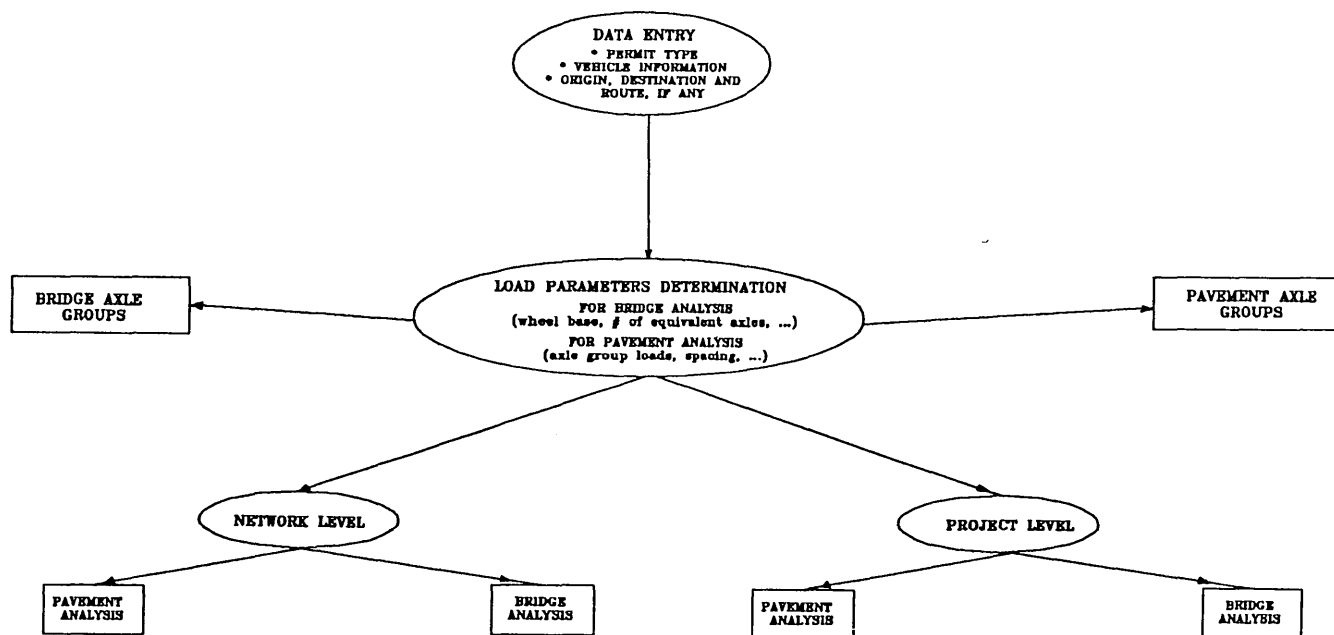 DATA ENTRY
• PERMIT TYPE
• VEHICLE INFORMATION
• ORIGIN, DESTINATION AND
ROUTE, IF ANY
BRIDGE AXLE
GROUPS
LOAD PARAMETERS DETERMINATION
FOR BRIDGE ANALYSIS
(wheel base, # of equivalent axles, ...)
FOR PAVEMENT ANALYSIS
(axle group loads, spacing, ...)
PAVEMENT AXLE
GROUPS
NETWORK LEVEL
PROJECT LEVEL
PAVEMENT
ANALYSIS
BRIDGE
ANALYSIS
PAVEMENT
ANALYSIS
BRIDGE
ANALYSIS